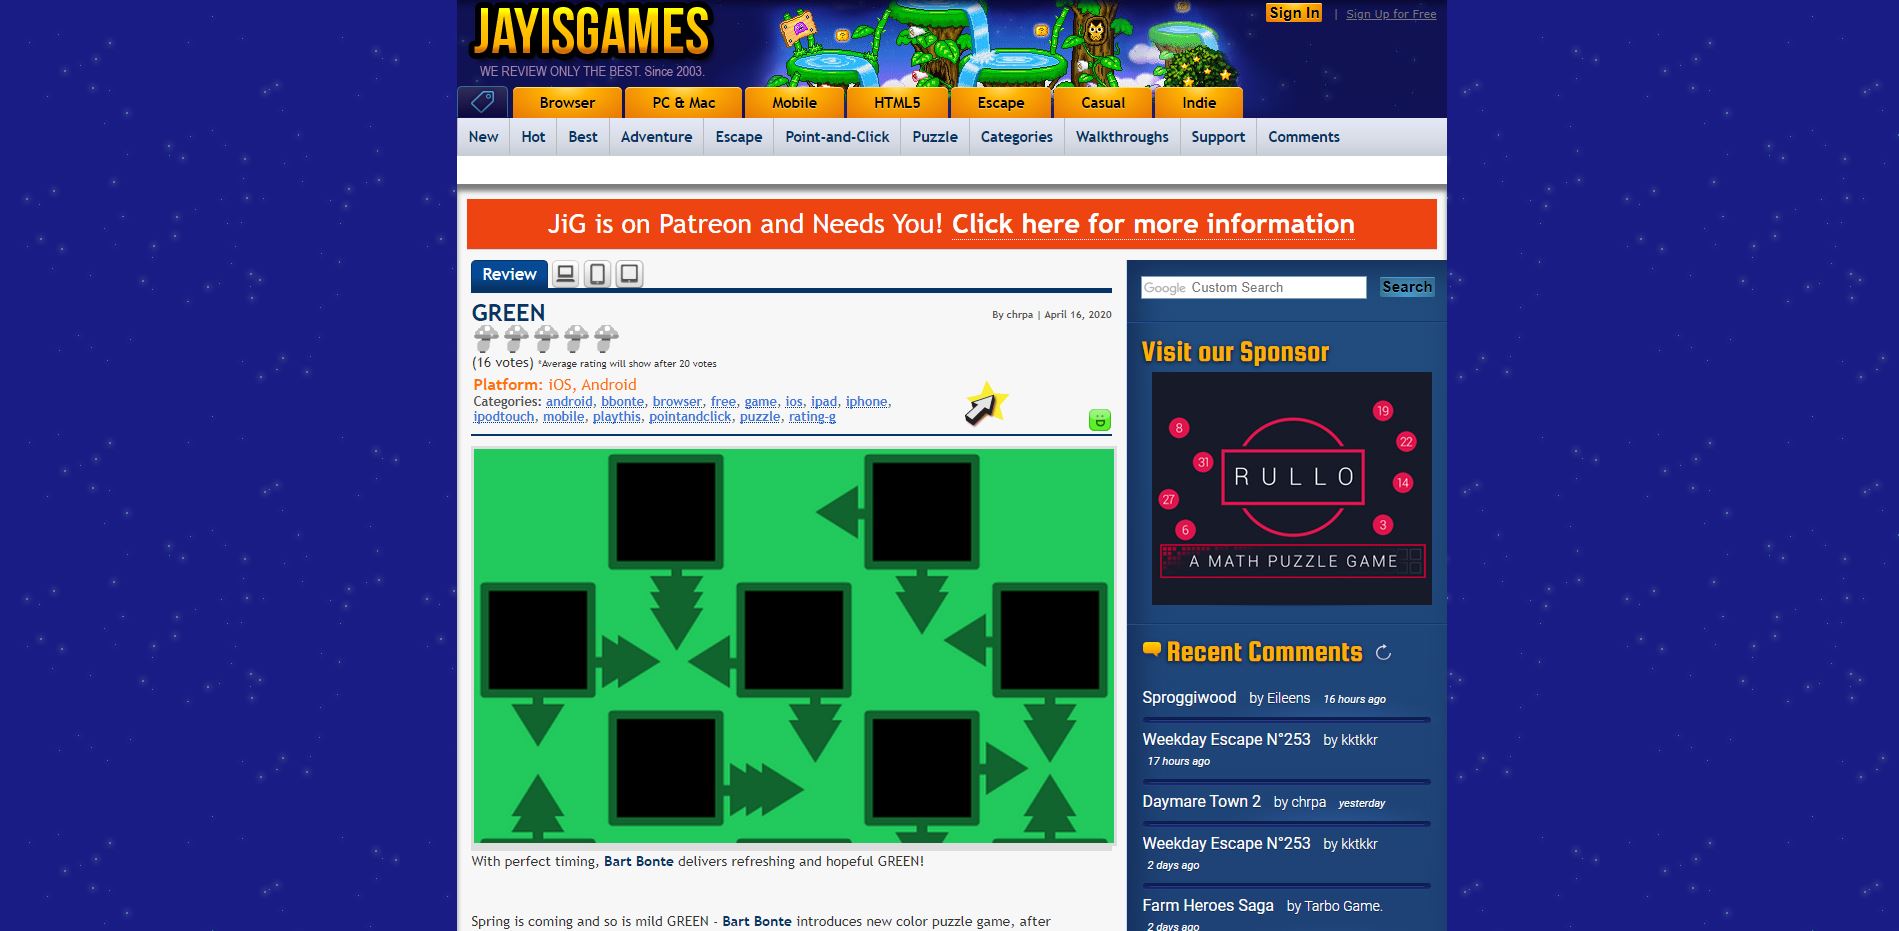 JAYISGAMES
WE REVIEW ONLY THE BEST. Since 2003.
Sign In | Sign Up for Free
Browser PC & Mac Mobile HTML5 Escape Casual Indie
New Hot Best Adventure Escape Point-and-Click Puzzle Categories Walkthroughs Support Comments
JiG is on Patreon and Needs You! Click here for more information
Review
GREEN
By chrpa | April 16, 2020
(16 votes) *Average rating will show after 20 votes
Platform: iOS, Android
Categories: android, bbonte, browser, free, game, ios, ipad, iphone,
ipodtouch, mobile, playthis, pointandclick, puzzle, rating-g
With perfect timing, Bart Bonte delivers refreshing and hopeful GREEN!
Spring is coming and so is mild GREEN - Bart Bonte introduces new color puzzle game, after
Google Custom Search Search
Visit our Sponsor
8
19
22
31
RULLO
14
27
6
3
A MATH PUZZLE GAME
Recent Comments
Sproggiwood by Eileens 16 hours ago
Weekday Escape N°253 by kktkkr
17 hours ago
Daymare Town 2 by chrpa yesterday
Weekday Escape N°253 by kktkkr
2 days ago
Farm Heroes Saga by Tarbo Game.
2 days ago